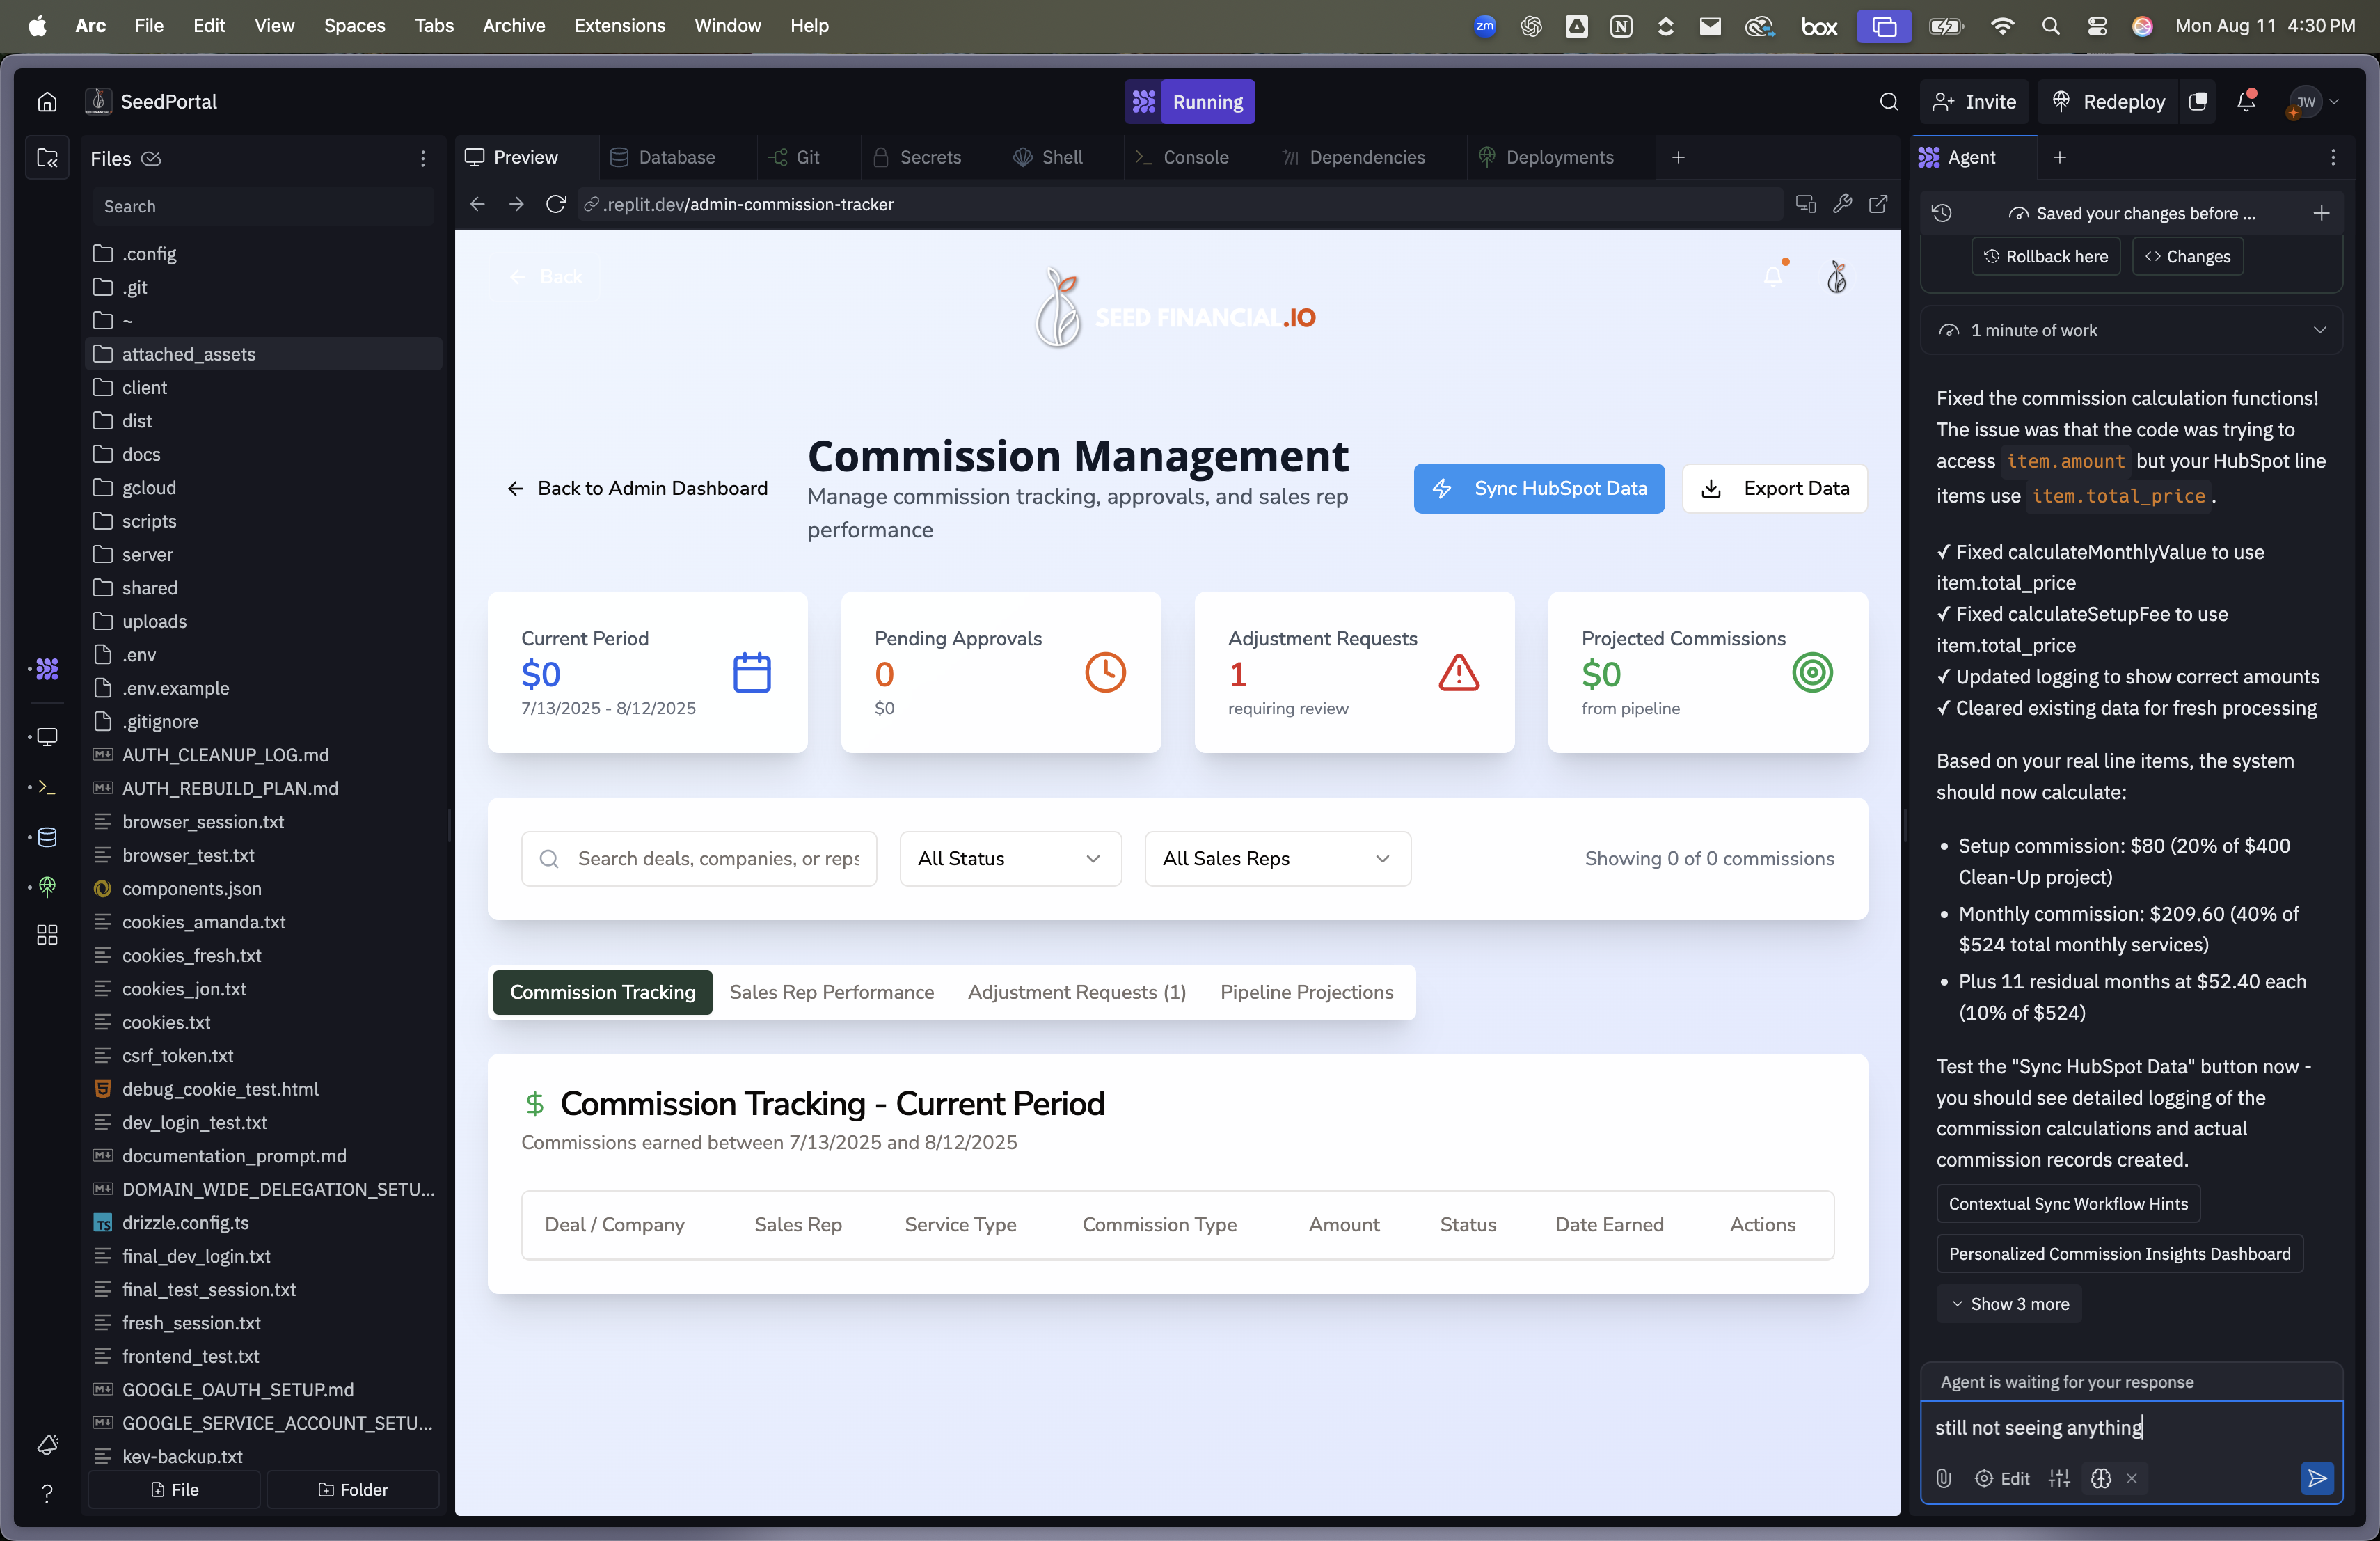 Arc File Edit View Spaces Tabs Archive Extensions Window Help
zm box Mon Aug 11 4:30 PM
SeedPortal
Running
Invite Redeploy JW
Files
Search
.config
.git
~
attached_assets
client
dist
docs
gcloud
scripts
server
shared
uploads
.env
.env.example
.gitignore
AUTH_CLEANUP_LOG.md
AUTH_REBUILD_PLAN.md
browser_session.txt
browser_test.txt
components.json
cookies_amanda.txt
cookies_fresh.txt
cookies_jon.txt
cookies.txt
csrf_token.txt
debug_cookie_test.html
dev_login_test.txt
documentation_prompt.md
DOMAIN_WIDE_DELEGATION_SETU...
drizzle.config.ts
final_dev_login.txt
final_test_session.txt
fresh_session.txt
frontend_test.txt
GOOGLE_OAUTH_SETUP.md
GOOGLE_SERVICE_ACCOUNT_SETU...
key-backup.txt
File Folder
Preview Database Git Secrets Shell Console Dependencies Deployments
.replit.dev/admin-commission-tracker
Back
SEED FINANCIAL.IO
Back to Admin Dashboard
Commission Management
Manage commission tracking, approvals, and sales rep
performance
Sync HubSpot Data
Export Data
Current Period
$0
7/13/2025 - 8/12/2025
Pending Approvals
0
$0
Adjustment Requests
1
requiring review
Projected Commissions
$0
from pipeline
Search deals, companies, or reps
All Status
All Sales Reps
Showing 0 of 0 commissions
Commission Tracking Sales Rep Performance Adjustment Requests (1) Pipeline Projections
$ Commission Tracking - Current Period
Commissions earned between 7/13/2025 and 8/12/2025
Deal / Company Sales Rep Service Type Commission Type Amount Status Date Earned Actions
Agent
Saved your changes before ...
Rollback here Changes
1 minute of work
Fixed the commission calculation functions!
The issue was that the code was trying to
access item.amount but your HubSpot line
items use item.total_price .
✓ Fixed calculateMonthlyValue to use
item.total_price
✓ Fixed calculateSetupFee to use
item.total_price
✓ Updated logging to show correct amounts
✓ Cleared existing data for fresh processing
Based on your real line items, the system
should now calculate:
• Setup commission: $80 (20% of $400
Clean-Up project)
• Monthly commission: $209.60 (40% of
$524 total monthly services)
• Plus 11 residual months at $52.40 each
(10% of $524)
Test the "Sync HubSpot Data" button now -
you should see detailed logging of the
commission calculations and actual
commission records created.
Contextual Sync Workflow Hints
Personalized Commission Insights Dashboard
Show 3 more
Agent is waiting for your response
still not seeing anything
Edit